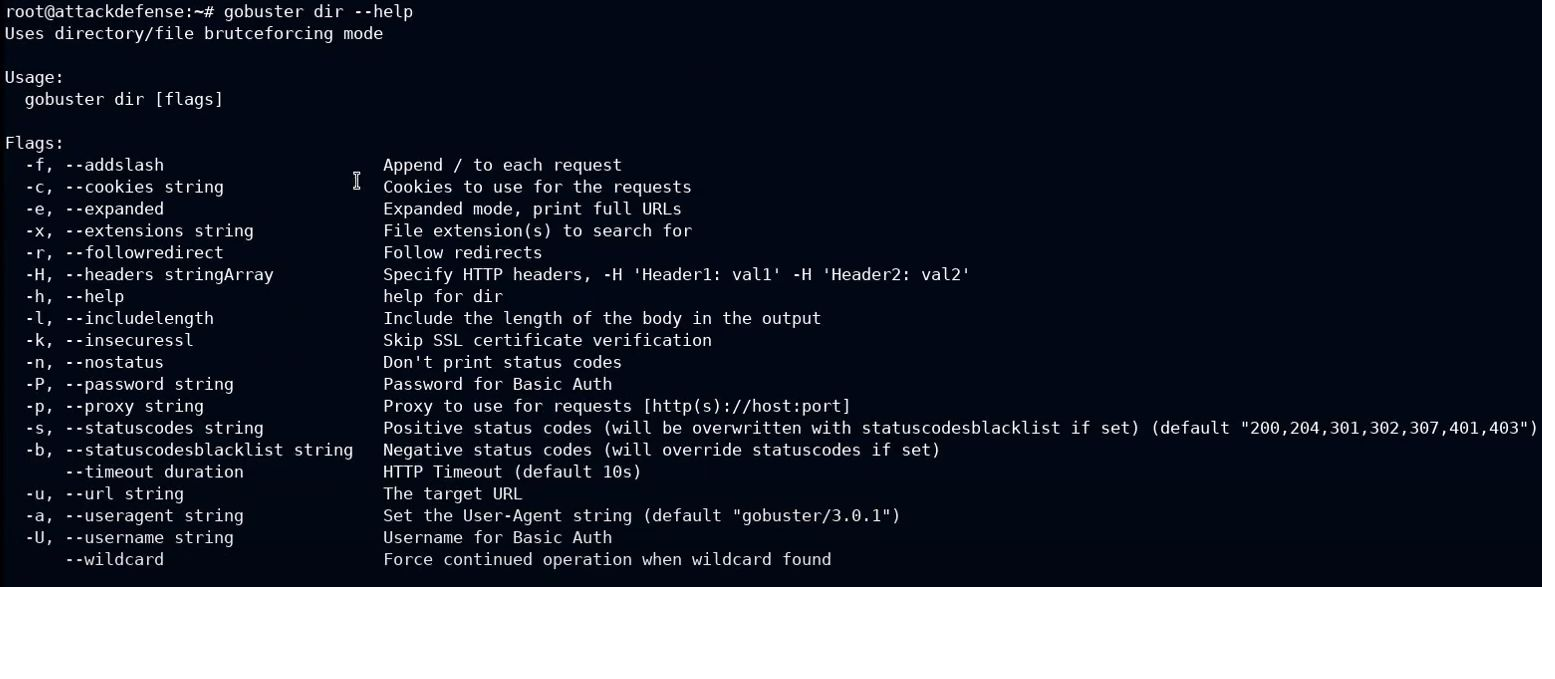 root@attackdefense:~# gobuster dir --help
Uses directory/file brutceforcing mode

Usage:
  gobuster dir [flags]

Flags:
  -f, --addslash                      Append / to each request
  -c, --cookies string                Cookies to use for the requests
  -e, --expanded                      Expanded mode, print full URLs
  -x, --extensions string             File extension(s) to search for
  -r, --followredirect                Follow redirects
  -H, --headers stringArray           Specify HTTP headers, -H 'Header1: val1' -H 'Header2: val2'
  -h, --help                          help for dir
  -l, --includelength                 Include the length of the body in the output
  -k, --insecuressl                   Skip SSL certificate verification
  -n, --nostatus                      Don't print status codes
  -P, --password string               Password for Basic Auth
  -p, --proxy string                  Proxy to use for requests [http(s)://host:port]
  -s, --statuscodes string            Positive status codes (will be overwritten with statuscodesblacklist if set) (default "200,204,301,302,307,401,403")
  -b, --statuscodesblacklist string   Negative status codes (will override statuscodes if set)
      --timeout duration              HTTP Timeout (default 10s)
  -u, --url string                    The target URL
  -a, --useragent string              Set the User-Agent string (default "gobuster/3.0.1")
  -U, --username string               Username for Basic Auth
      --wildcard                      Force continued operation when wildcard found